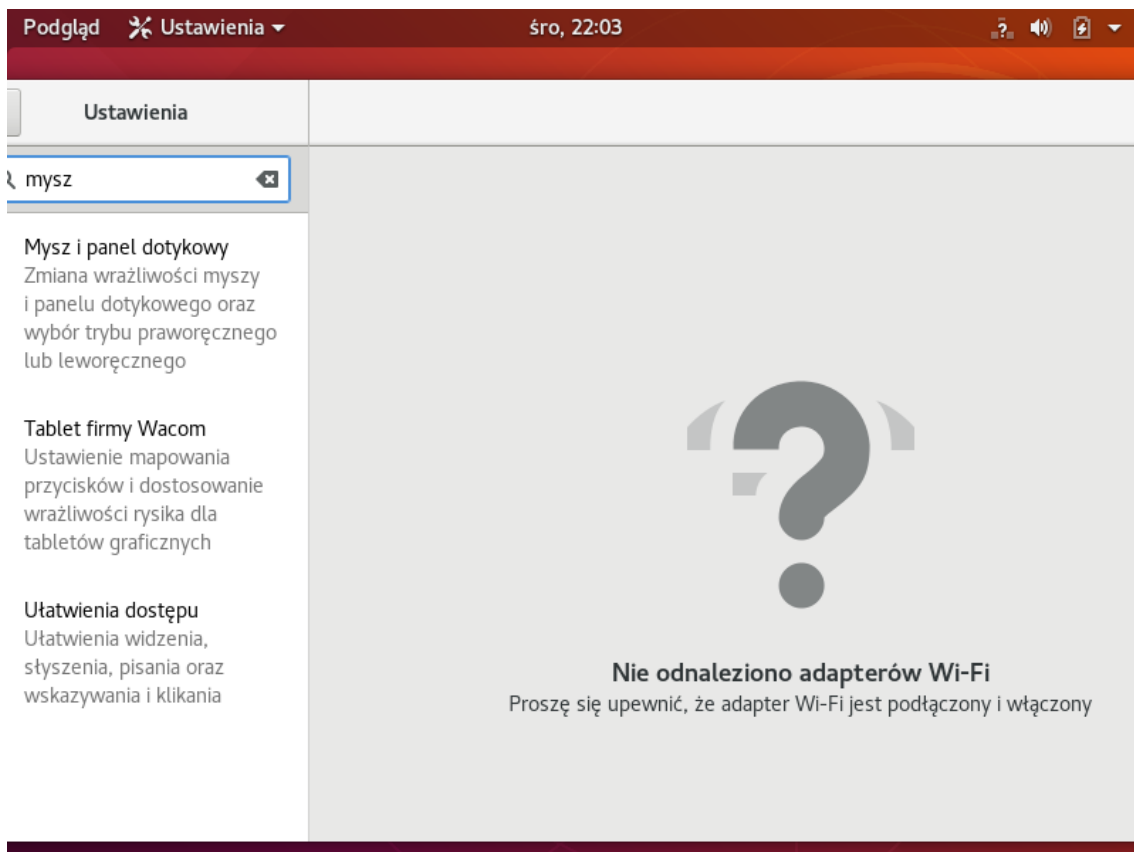 Podgląd Ustawienia śro, 22:03
Ustawienia
mysz
Mysz i panel dotykowy
Zmiana wrażliwości myszy
i panelu dotykowego oraz
wybór trybu praworęcznego
lub leworęcznego
Tablet firmy Wacom
Ustawienie mapowania
przycisków i dostosowanie
wrażliwości rysika dla
tabletów graficznych
Ułatwienia dostępu
Ułatwienia widzenia,
słyszenia, pisania oraz
wskazywania i klikania
Nie odnaleziono adapterów Wi-Fi
Proszę się upewnić, że adapter Wi-Fi jest podłączony i włączony